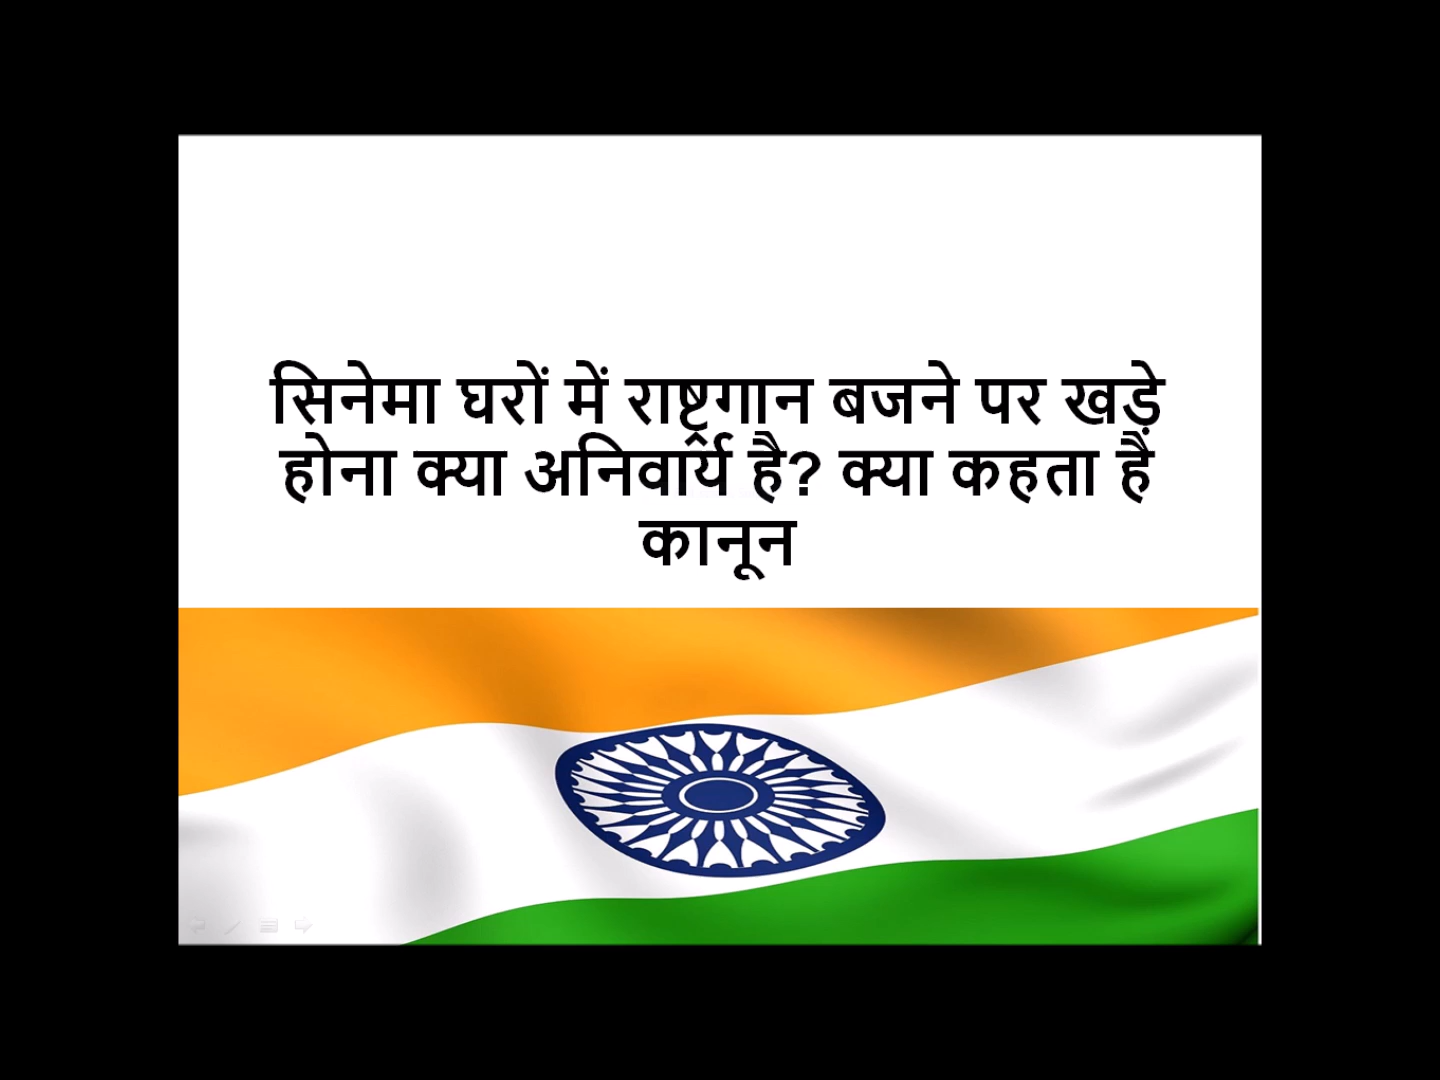 सिनेमा घरों में राष्ट्रगान बजने पर खड़े
होना क्या अनिवार्य है? क्या कहता है
कानून